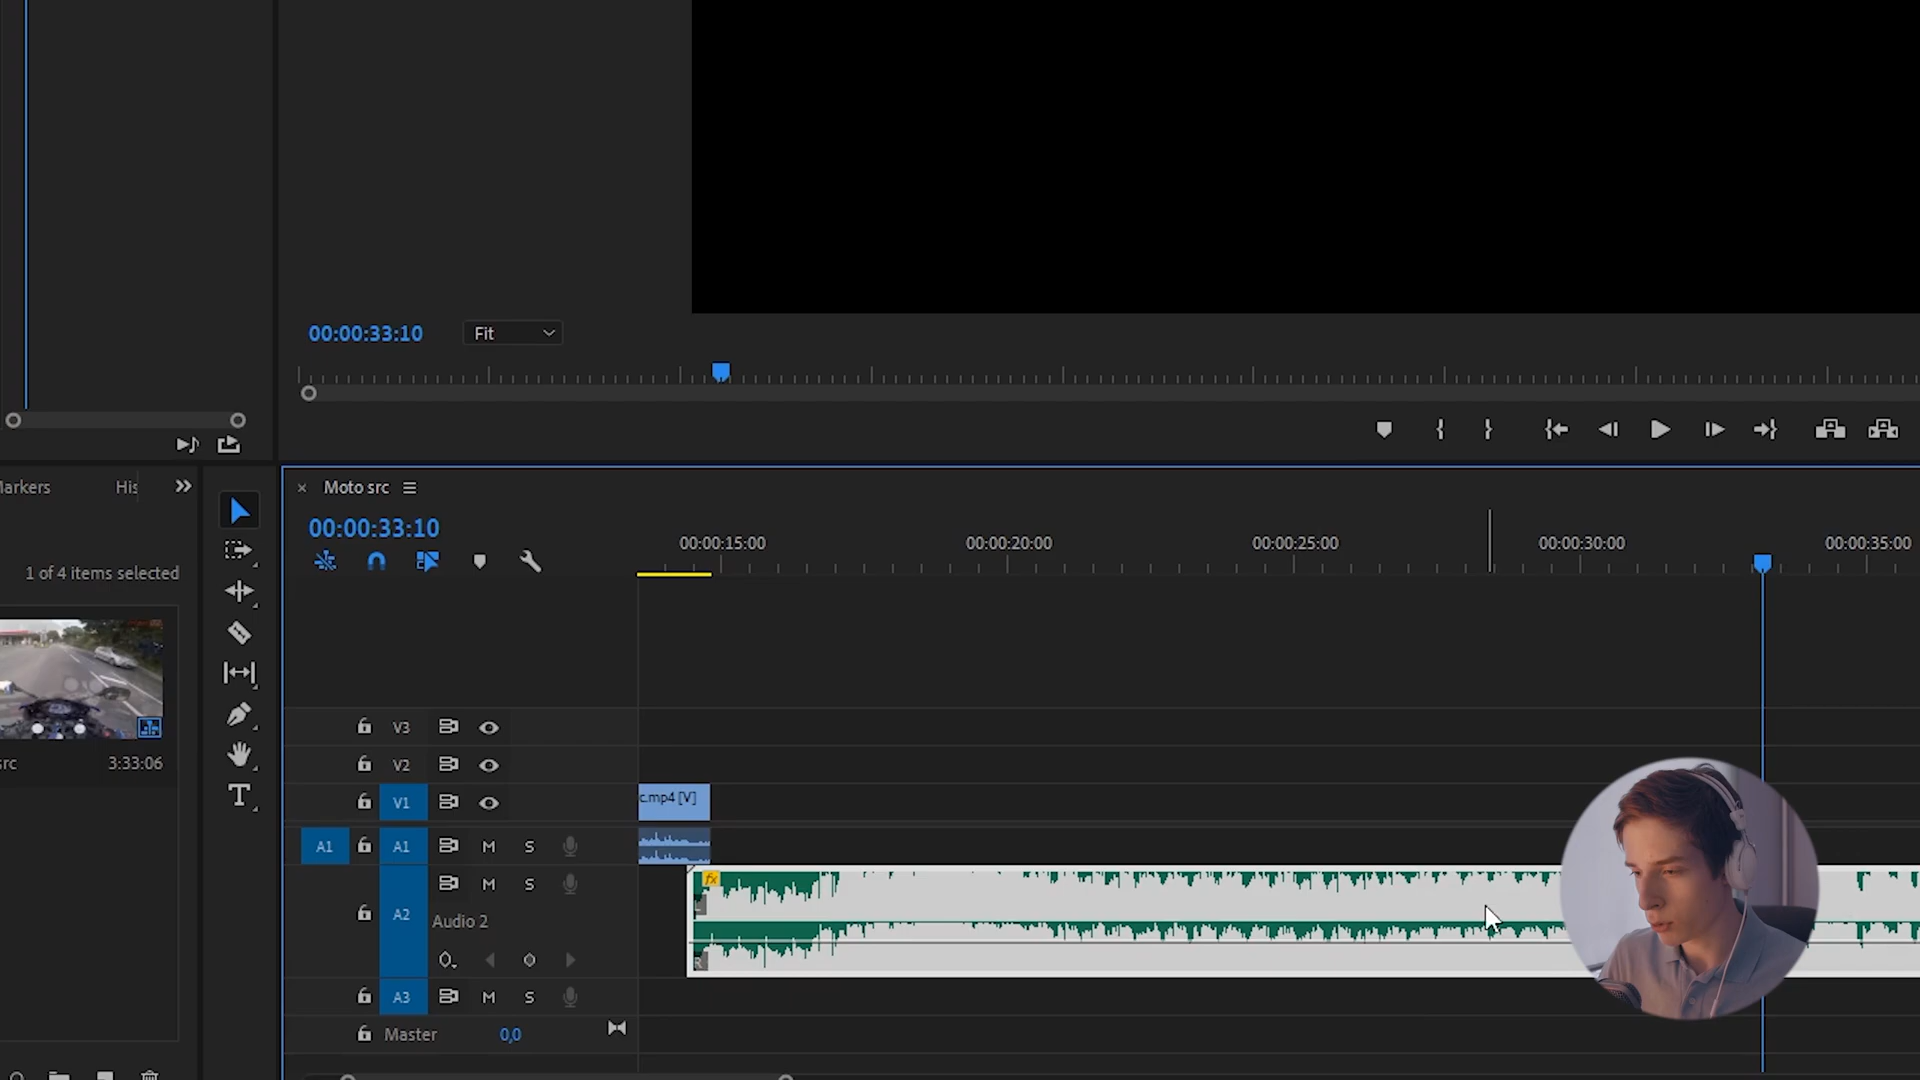 00:00:33:10
Fit
arkers
His
Moto src
00:00:33:10
00:00:15:00
00:00:20:00
00:00:25:00
00:00:30:00
00:00:35:00
1 of 4 items selected
rc
3:33:06
V3
V2
V1
c.mp4 [V]
A1
A1
M
S
fx
M
S
A2
Audio 2
L
R
A3
M
S
Master
0,0